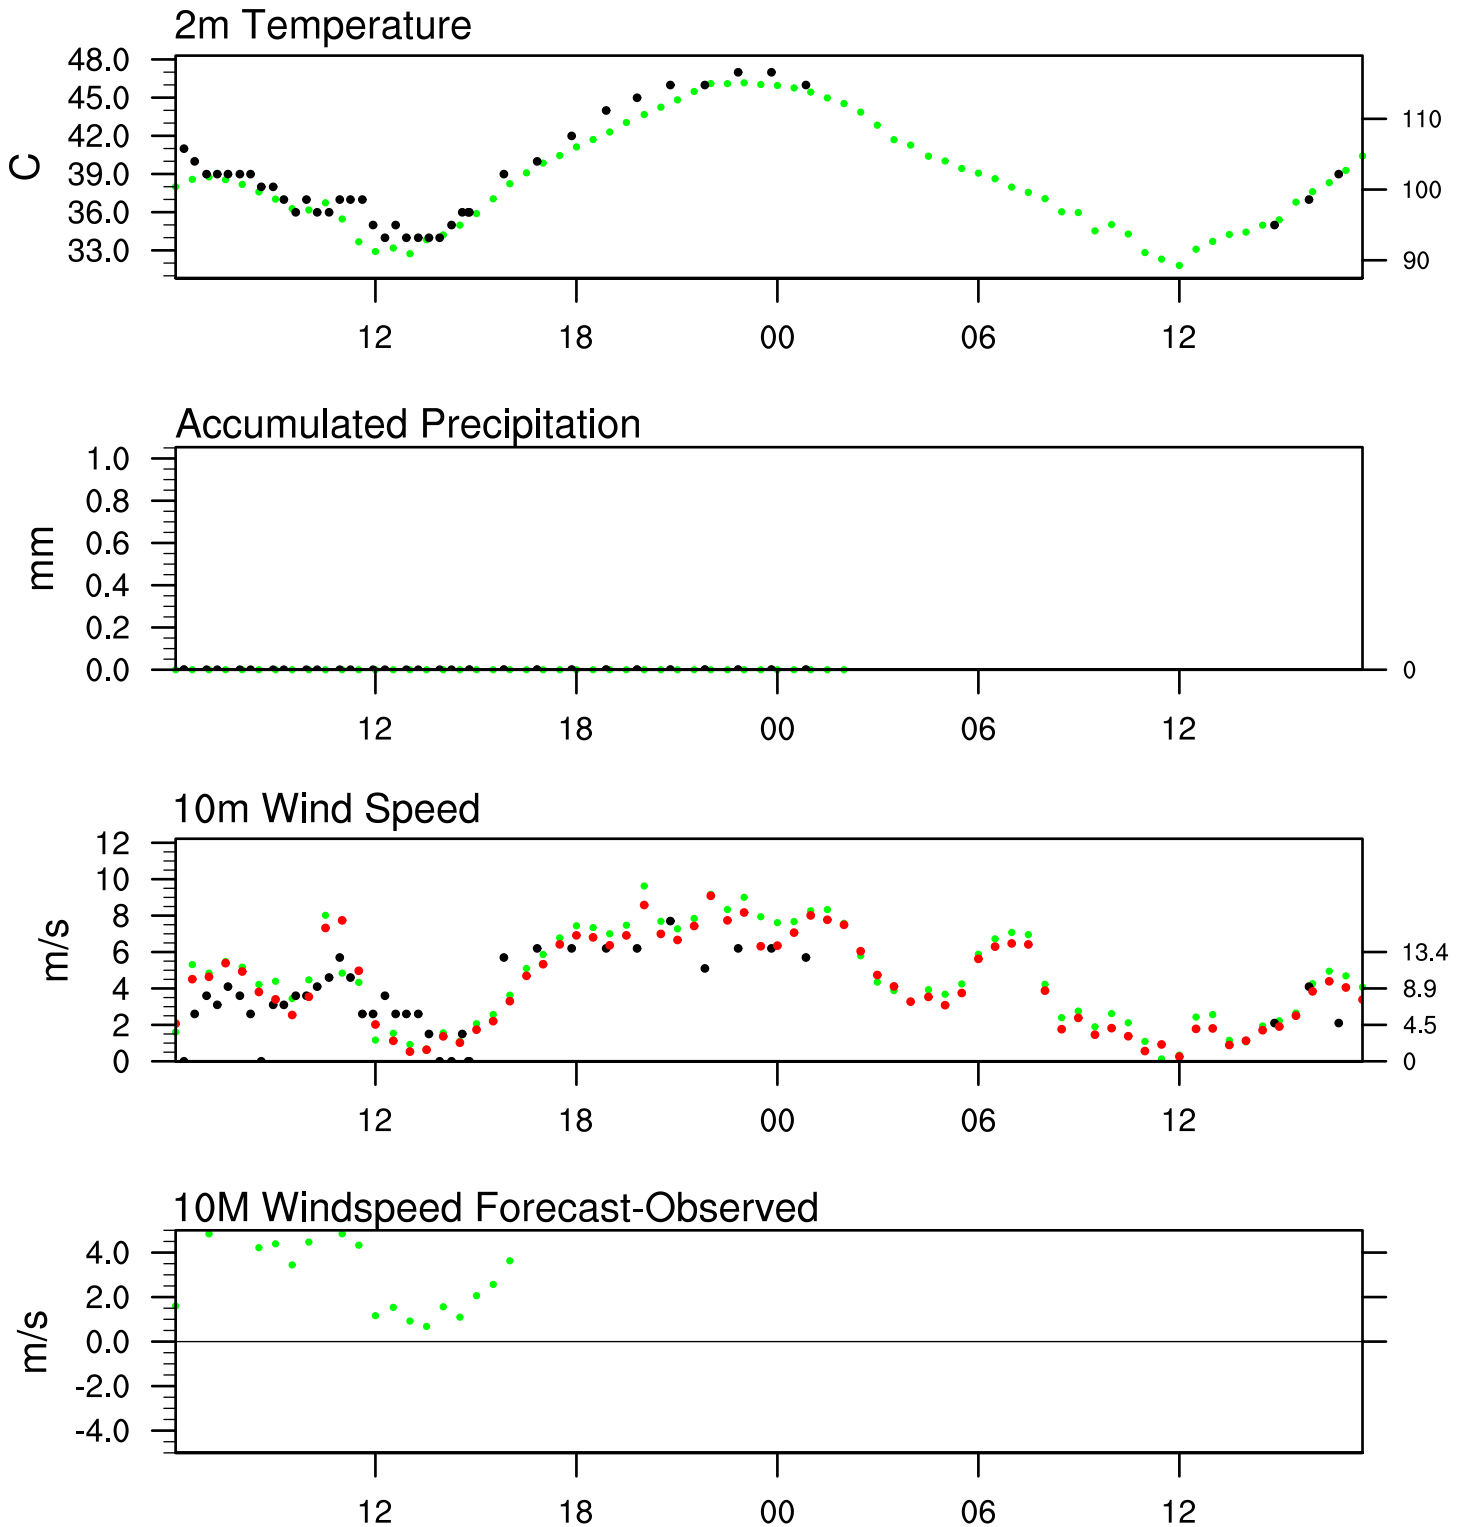 2m Temperature
48.0
45.0
42.0
39.0
36.0
33.0
C
110
100
90
12 18 00 06 12
Accumulated Precipitation
1.0
0.8
0.6
0.4
0.2
0.0
mm
0
12 18 00 06 12
10m Wind Speed
12
10
8
6
4
2
0
m/s
13.4
8.9
4.5
0
12 18 00 06 12
10M Windspeed Forecast-Observed
4.0
2.0
0.0
-2.0
-4.0
m/s
12 18 00 06 12